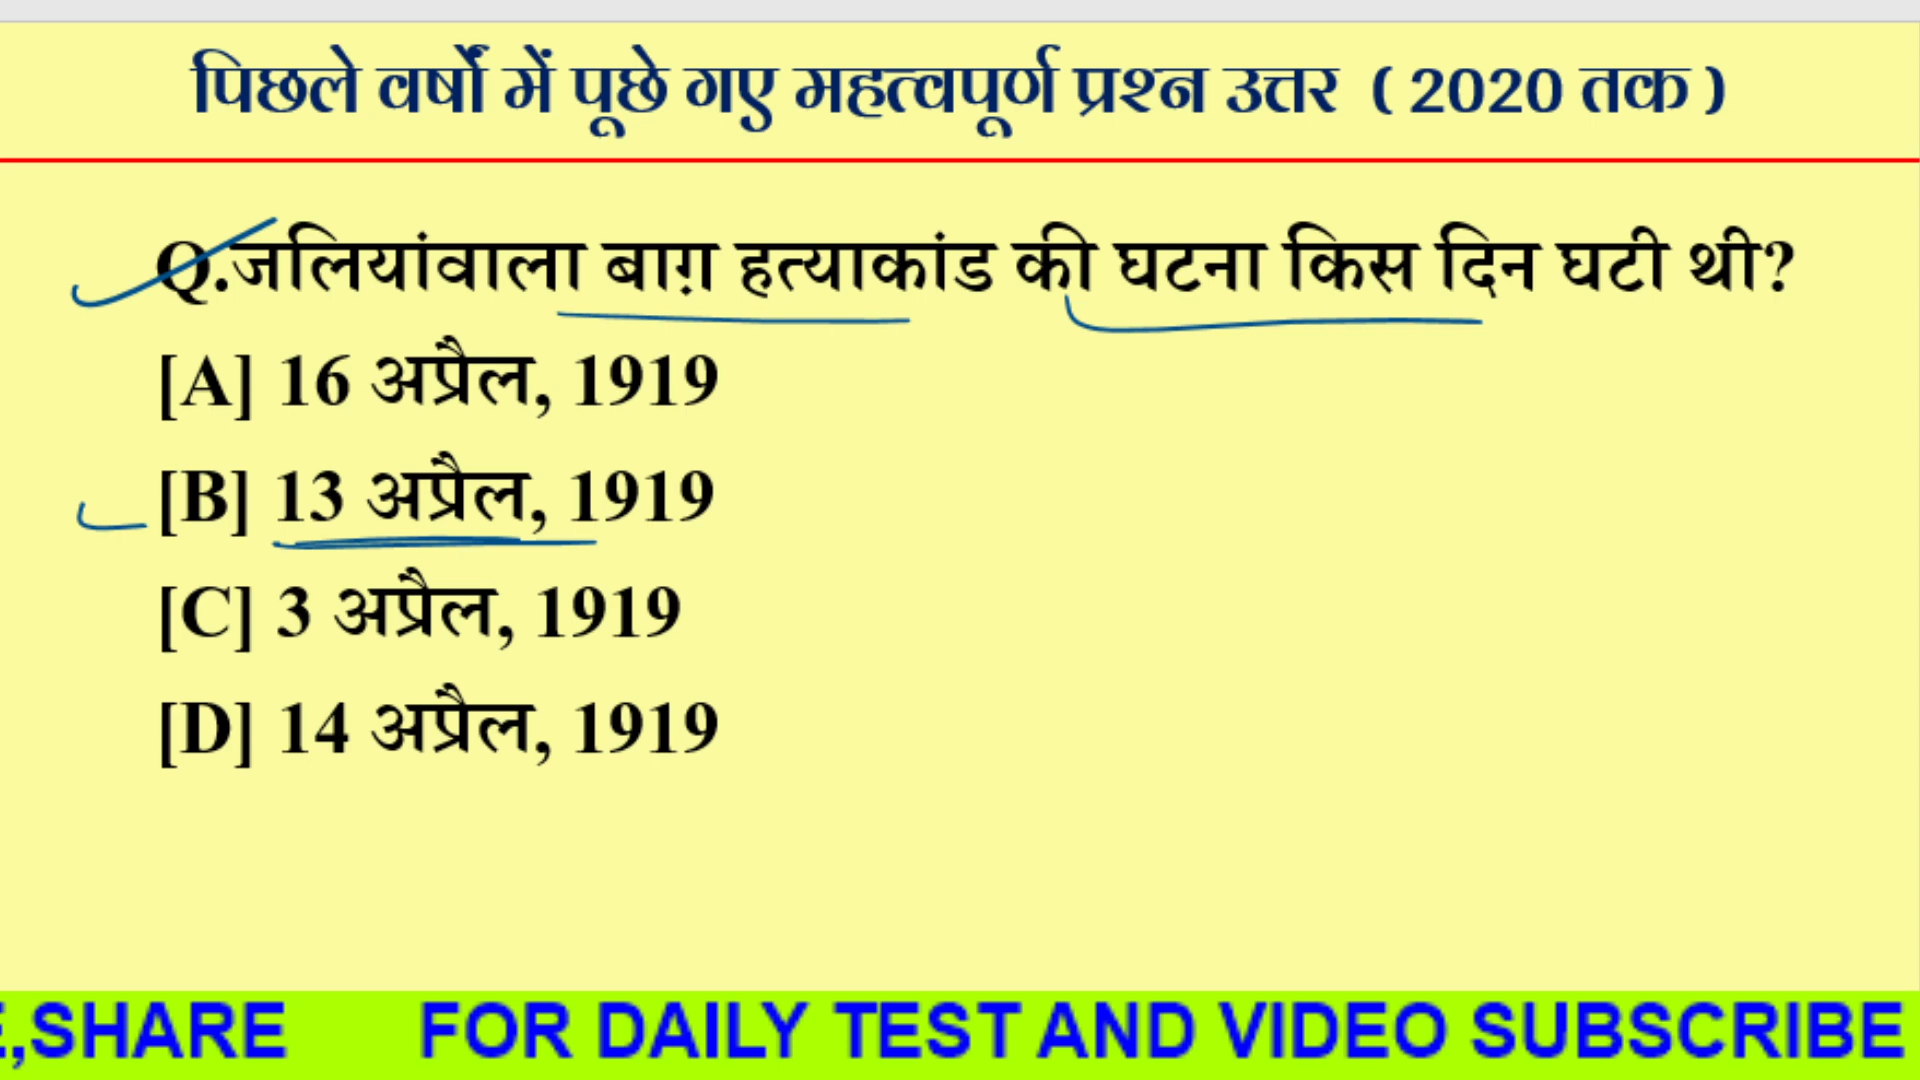 पिछले वर्षों में पूछे गए महत्वपूर्ण प्रश्न उत्तर ( 2020 तक )
Q.जलियांवाला बाग़ हत्याकांड की घटना किस दिन घटी थी?
[A] 16 अप्रैल, 1919
[B] 13 अप्रैल, 1919
[C] 3 अप्रैल, 1919
[D] 14 अप्रैल, 1919
,SHARE FOR DAILY TEST AND VIDEO SUBSCRIBE